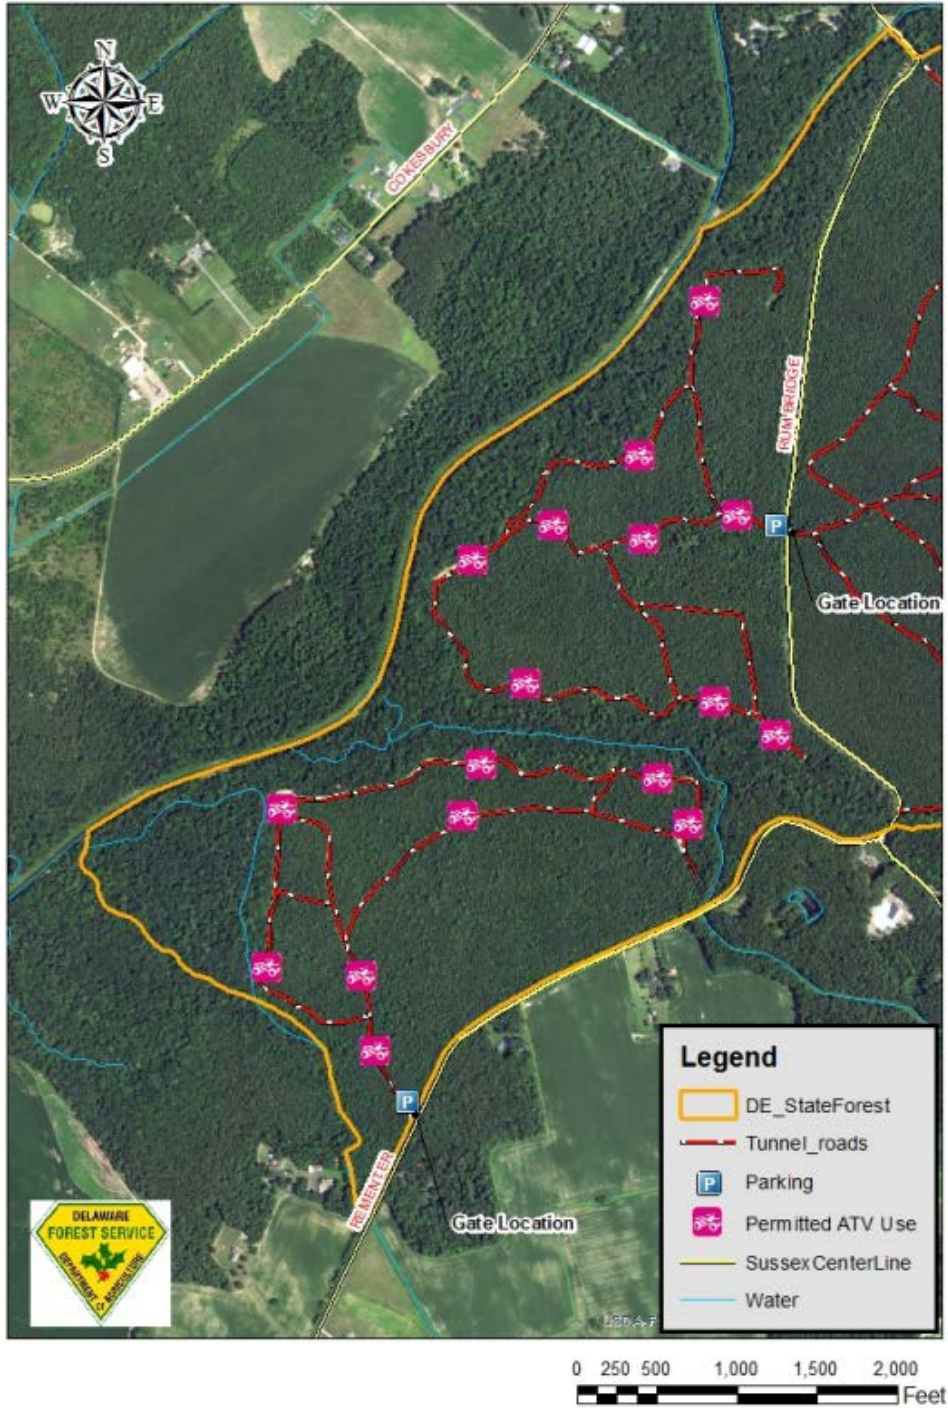 N
W E
S
COKESBURY
RUM BRIDGE
P
Gate Location
P
REMENTER
Gate Location
DELAWARE
FOREST SERVICE
DEPARTMENT OF AGRICULTURE
Legend
DE_StateForest
Tunnel_roads
P Parking
Permitted ATV Use
SussexCenterLine
Water
0 250 500 1,000 1,500 2,000
Feet